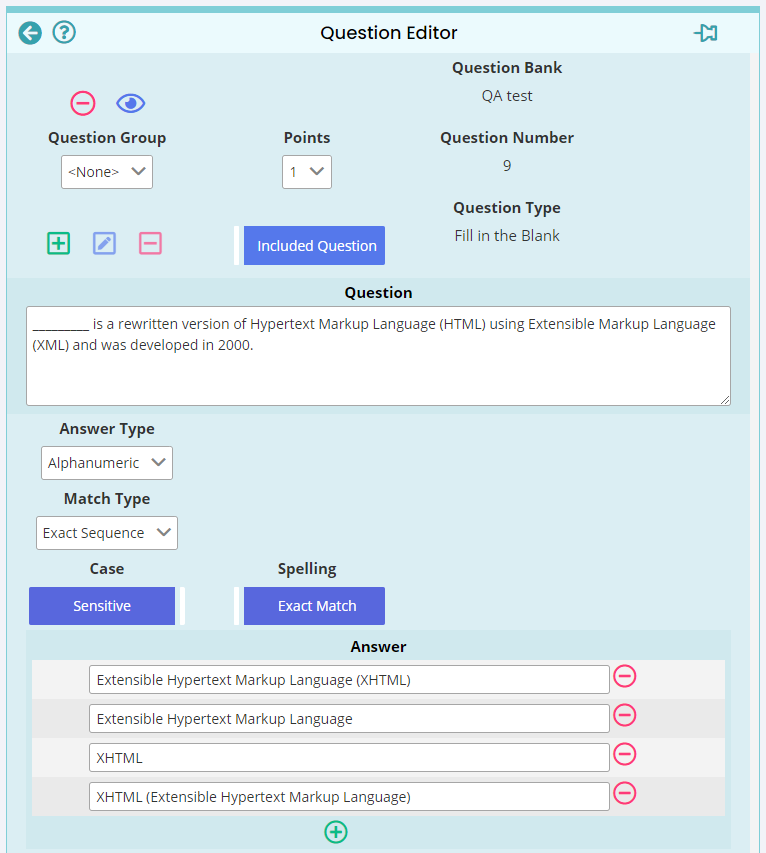 Question Editor
Question Bank
QA test
Question Group
Points
Question Number
<None>
1
9
Question Type
Included Question
Fill in the Blank
Question
________ is a rewritten version of Hypertext Markup Language (HTML) using Extensible Markup Language
(XML) and was developed in 2000.
Answer Type
Alphanumeric
Match Type
Exact Sequence
Case
Spelling
Sensitive
Exact Match
Answer
Extensible Hypertext Markup Language (XHTML)
Extensible Hypertext Markup Language
XHTML
XHTML (Extensible Hypertext Markup Language)